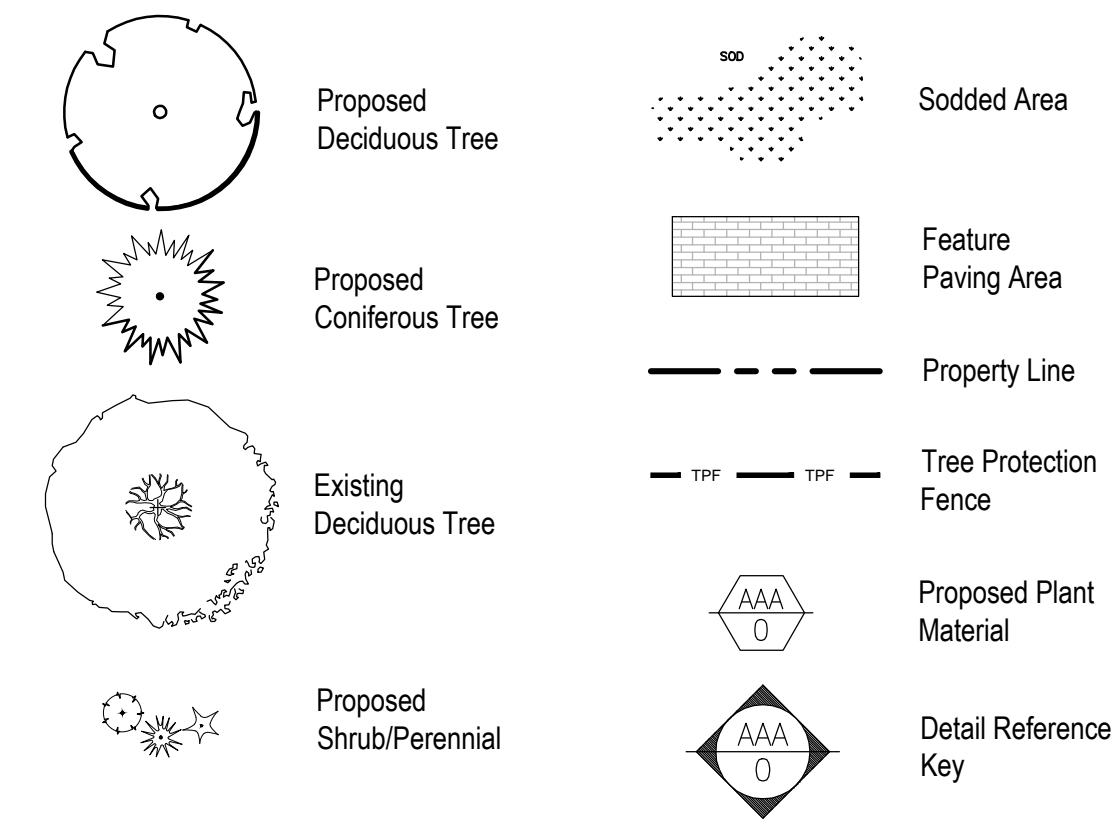 Proposed
Deciduous Tree
Proposed
Coniferous Tree
Existing
Deciduous Tree
Proposed
Shrub/Perennial
SOD
Sodded Area
Feature
Paving Area
Property Line
TPF TPF
Tree Protection
Fence
AAA
0
Proposed Plant
Material
AAA
0
Detail Reference
Key